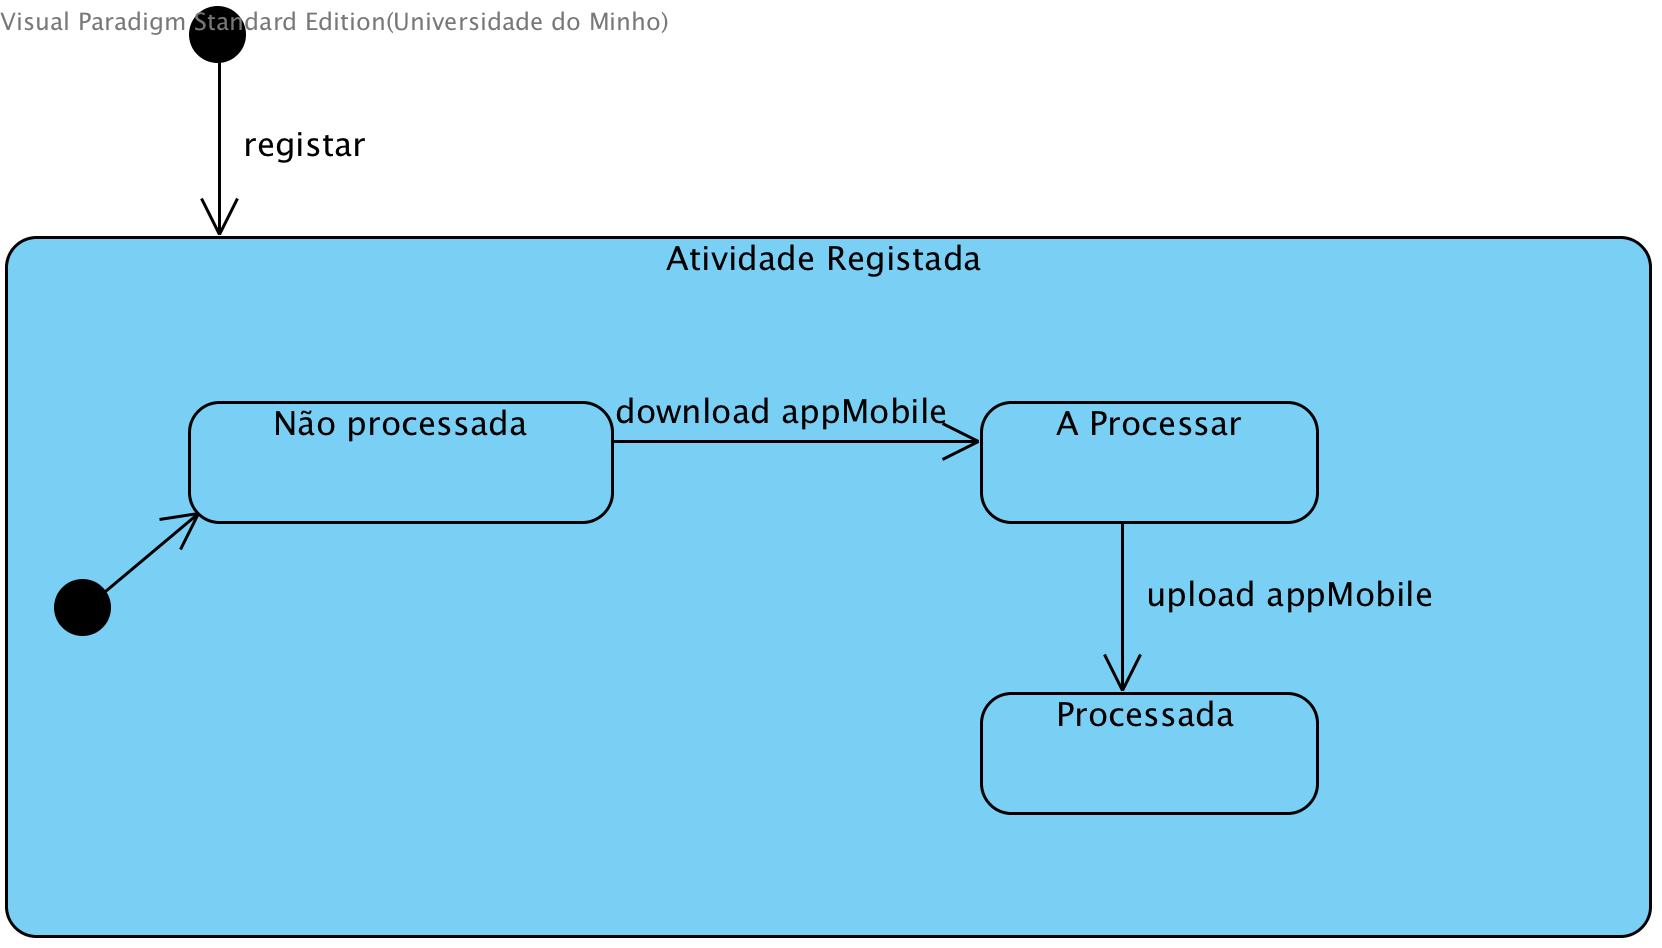 Visual Paradigm Standard Edition(Universidade do Minho)
registar
Atividade Registada
Não processada
download appMobile
A Processar
upload appMobile
Processada